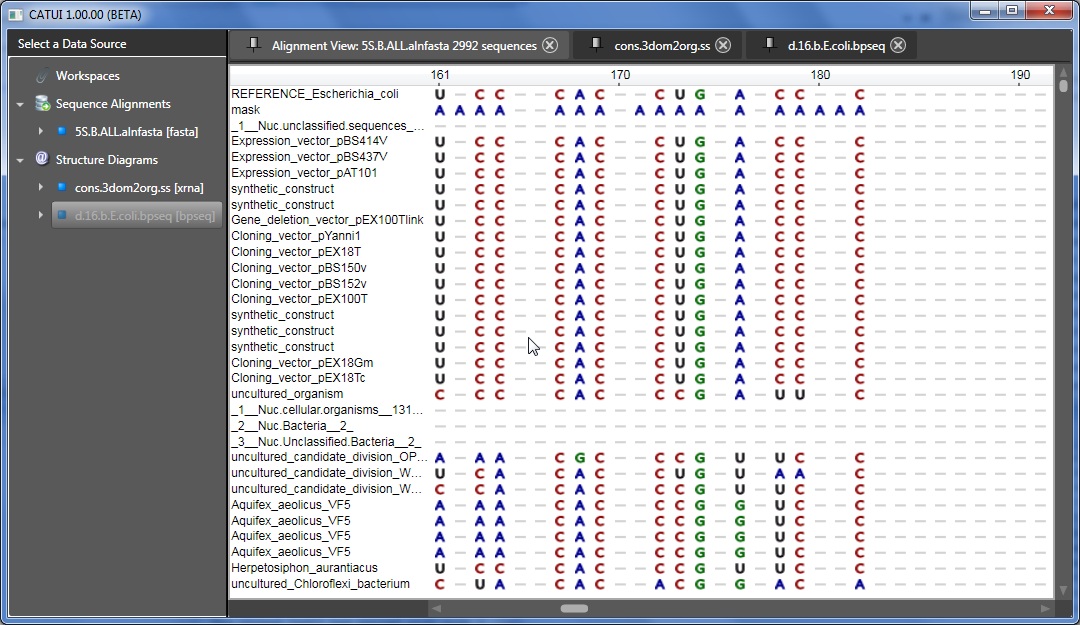 CATUI 1.00.00 (BETA)
Select a Data Source
Workspaces
Sequence Alignments
5S.B.ALL.alnfasta [fasta]
Structure Diagrams
cons.3dom2org.ss [xrna]
d.16.b.E.coli.bpseq [bpseq]
Alignment View: 5S.B.ALL.alnfasta 2992 sequences
cons.3dom2org.ss
d.16.b.E.coli.bpseq
161 170 180 190
REFERENCE_Escherichia_coli U - C C - - C A C - - C U G - A - C C - - C - - - - - - - - -
mask A A A A - - A A A - A A A A - A - A A A A A - - - - - - - - -
_1__Nuc.unclassified.sequences_... - - - - - - - - - - - - - - - - - - - - - - - - - - - - - - -
Expression_vector_pBS414V U - C C - - C A C - - C U G - A - C C - - C - - - - - - - - -
Expression_vector_pBS437V U - C C - - C A C - - C U G - A - C C - - C - - - - - - - - -
Expression_vector_pAT101 U - C C - - C A C - - C U G - A - C C - - C - - - - - - - - -
synthetic_construct U - C C - - C A C - - C U G - A - C C - - C - - - - - - - - -
synthetic_construct U - C C - - C A C - - C U G - A - C C - - C - - - - - - - - -
Gene_deletion_vector_pEX100Tlink U - C C - - C A C - - C U G - A - C C - - C - - - - - - - - -
Cloning_vector_pYanni1 U - C C - - C A C - - C U G - A - C C - - C - - - - - - - - -
Cloning_vector_pEX18T U - C C - - C A C - - C U G - A - C C - - C - - - - - - - - -
Cloning_vector_pBS150v U - C C - - C A C - - C U G - A - C C - - C - - - - - - - - -
Cloning_vector_pBS152v U - C C - - C A C - - C U G - A - C C - - C - - - - - - - - -
Cloning_vector_pEX100T U - C C - - C A C - - C U G - A - C C - - C - - - - - - - - -
synthetic_construct U - C C - - C A C - - C U G - A - C C - - C - - - - - - - - -
synthetic_construct U - C C - - C A C - - C U G - A - C C - - C - - - - - - - - -
synthetic_construct U - C C - - C A C - - C U G - A - C C - - C - - - - - - - - -
Cloning_vector_pEX18Gm U - C C - - C A C - - C U G - A - C C - - C - - - - - - - - -
Cloning_vector_pEX18Tc U - C C - - C A C - - C U G - A - C C - - C - - - - - - - - -
uncultured_organism C - C C - - C A C - - C C G - A - U U - - C - - - - - - - - -
_1__Nuc.cellular.organisms__131... - - - - - - - - - - - - - - - - - - - - - - - - - - - - - - -
_2__Nuc.Bacteria__2_ - - - - - - - - - - - - - - - - - - - - - - - - - - - - - - -
_3__Nuc.Unclassified.Bacteria__2_ - - - - - - - - - - - - - - - - - - - - - - - - - - - - - - -
uncultured_candidate_division_OP... A - A A - - C G C - - C C G - U - U C - - C - - - - - - - - -
uncultured_candidate_division_W... U - C A - - C A C - - C U G - U - A A - - C - - - - - - - - -
uncultured_candidate_division_W... C - C A - - C A C - - C C G - U - U C - - C - - - - - - - - -
Aquifex_aeolicus_VF5 A - A A - - C A C - - C C G - G - U C - - C - - - - - - - - -
Aquifex_aeolicus_VF5 A - A A - - C A C - - C C G - G - U C - - C - - - - - - - - -
Aquifex_aeolicus_VF5 A - A A - - C A C - - C C G - G - U C - - C - - - - - - - - -
Aquifex_aeolicus_VF5 A - A A - - C A C - - C C G - G - U C - - C - - - - - - - - -
Herpetosiphon_aurantiacus U - C C - - C A C - - C C G - U - U C - - C - - - - - - - - -
uncultured_Chloroflexi_bacterium C - U A - - C A C - - A C G - G - A C - - A - - - - - - - - -